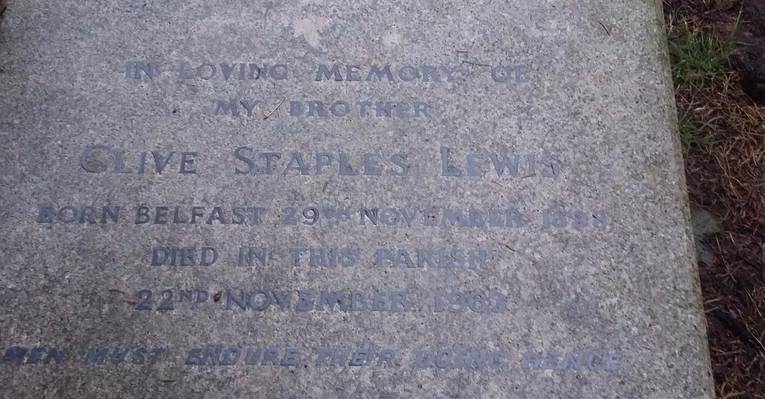 IN LOVING MEMORY OF
MY BROTHER
CLIVE STAPLES LEWIS
BORN BELFAST 29TH NOVEMBER 1898
DIED IN THIS PARISH
22ND NOVEMBER 1963
MEN MUST ENDURE THEIR GOING HENCE